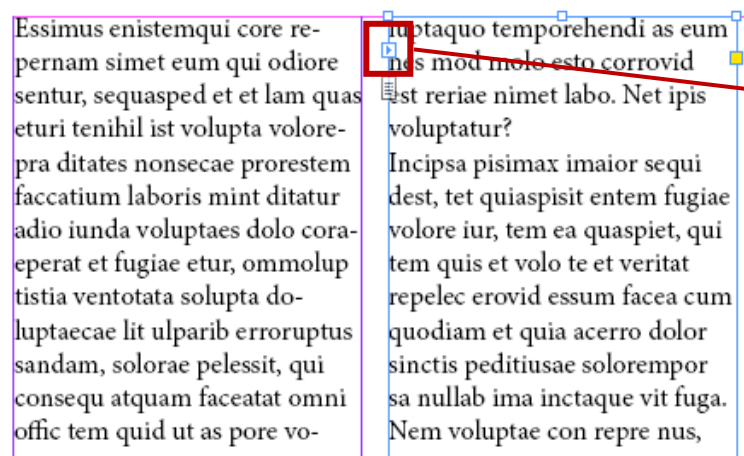 Essimus enistemqui core re-
pernam simet eum qui odiore
sentur, sequasped et et lam quas
eturi tenihil ist volupta volore-
pra ditates nonsecae prorestem
faccatium laboris mint ditatur
adio iunda voluptaes dolo cora-
eperat et fugiae etur, ommolup
tistia ventotata solupta do-
luptaecae lit ulparib erroruptus
sandam, solorae pelessit, qui
consequ atquam faceatat omni
offic tem quid ut as pore vo-
luptaquo temporehendi as eum
nes mod molo esto corrovid
est reriae nimet labo. Net ipis
voluptatur?
Incipsa pisimax imaior sequi
dest, tet quiaspisit entem fugiae
volore iur, tem ea quaspiet, qui
tem quis et volo te et veritat
repelec erovid essum facea cum
quodiam et quia acerro dolor
sinctis peditiusae solorempor
sa nullab ima inctaque vit fuga.
Nem voluptae con repre nus,